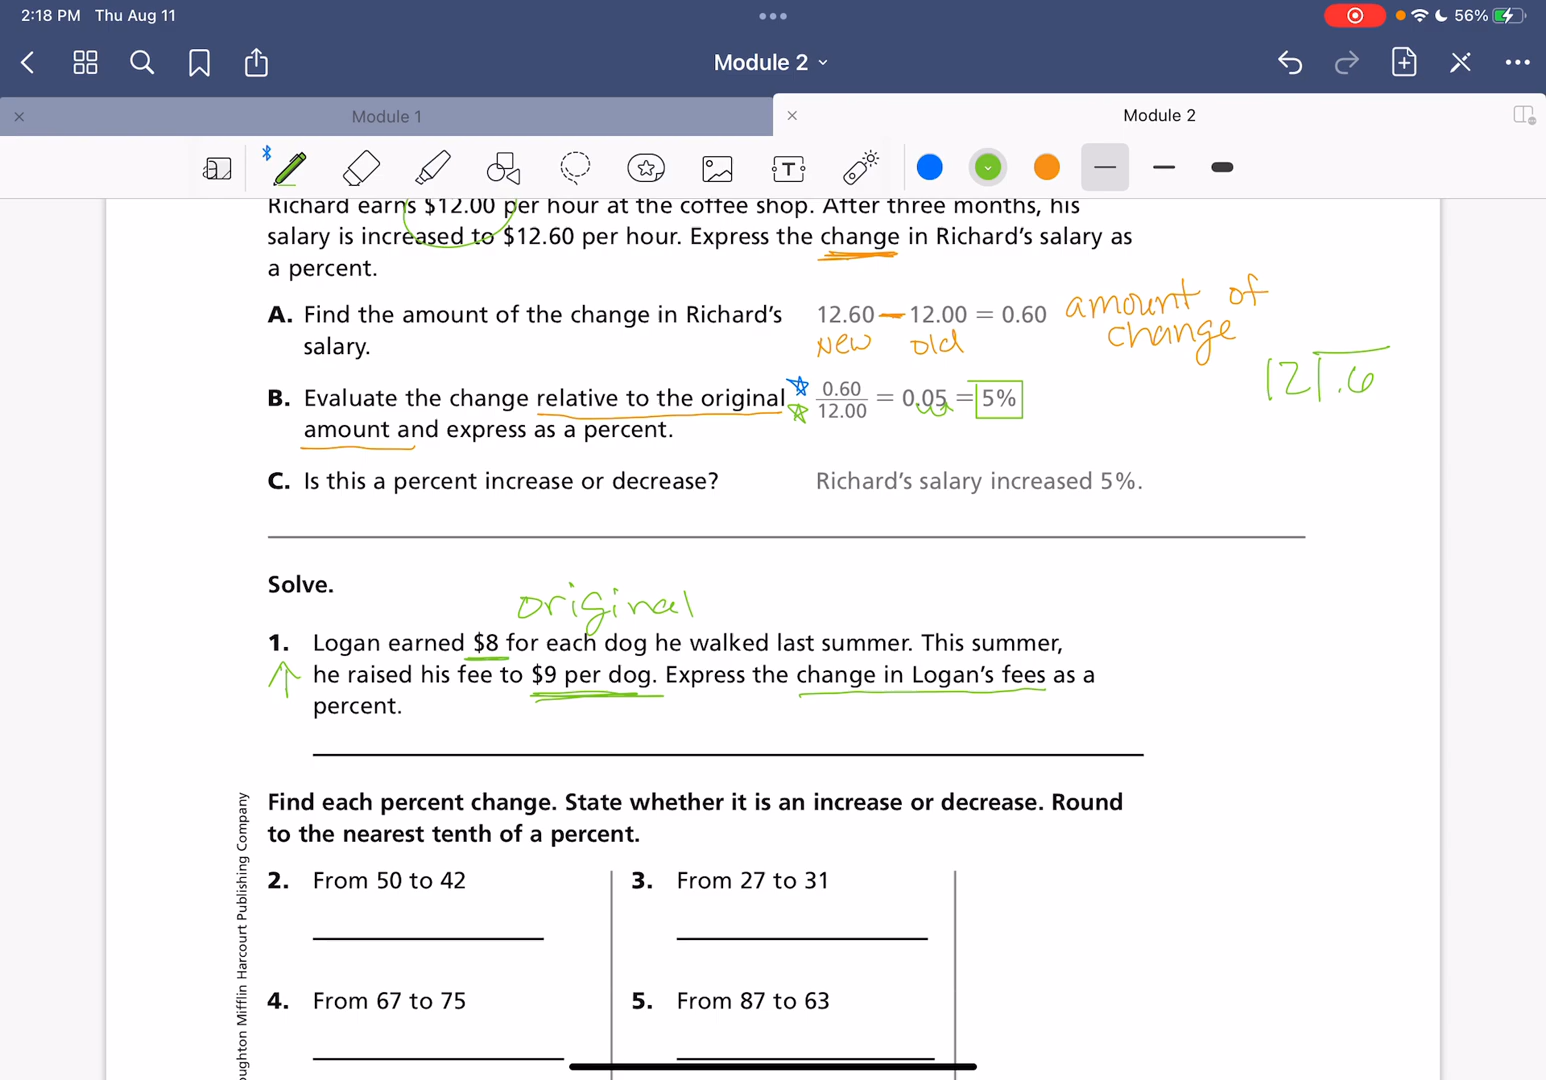 2:18 PM Thu Aug 11
56%
Module 2
Module 1
Module 2
Richard earns $12.00 per hour at the coffee shop. After three months, his
salary is increased to $12.60 per hour. Express the change in Richard's salary as
a percent.
A. Find the amount of the change in Richard's
salary.
12.60 — 12.00 = 0.60
New old
amount of
change
B. Evaluate the change relative to the original
amount and express as a percent.
0.60
12.00
= 0.05 = 5%
12 .6
C. Is this a percent increase or decrease?
Richard's salary increased 5%.
Solve.
original
1. Logan earned $8 for each dog he walked last summer. This summer,
he raised his fee to $9 per dog. Express the change in Logan's fees as a
percent.
Find each percent change. State whether it is an increase or decrease. Round
to the nearest tenth of a percent.
2. From 50 to 42
3. From 27 to 31
4. From 67 to 75
5. From 87 to 63
oughton Mifflin Harcourt Publishing Company